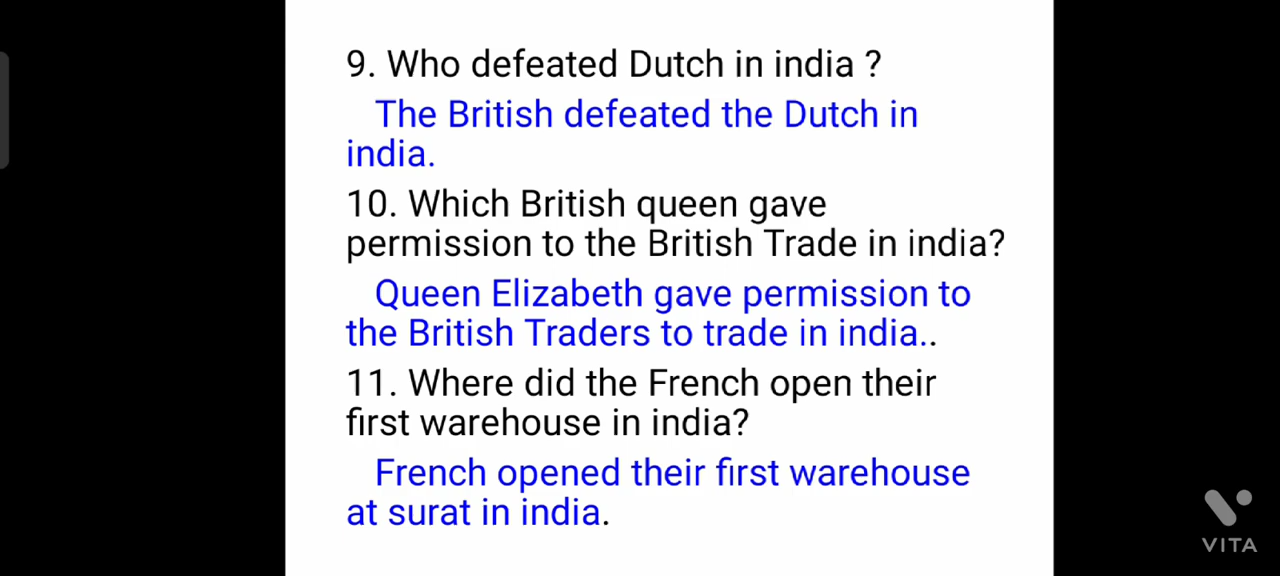 9. Who defeated Dutch in india ?
The British defeated the Dutch in
india.
10. Which British queen gave
permission to the British Trade in india?
Queen Elizabeth gave permission to
the British Traders to trade in india..
11. Where did the French open their
first warehouse in india?
French opened their first warehouse
at surat in india.
VITA